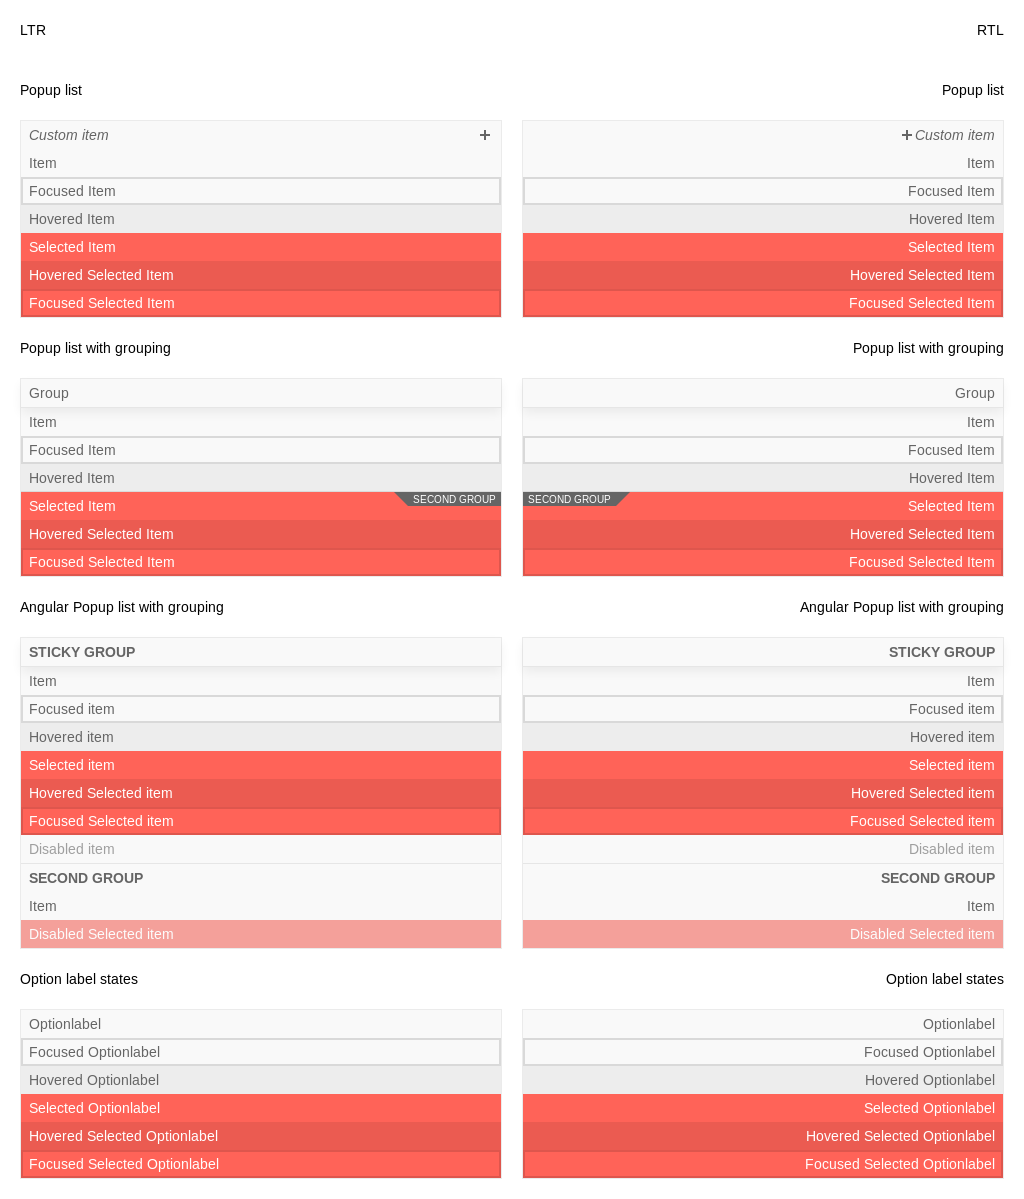 LTR
RTL
Popup list
Popup list
Custom item
Custom item
Item
Item
Focused Item
Focused Item
Hovered Item
Hovered Item
Selected Item
Selected Item
Hovered Selected Item
Hovered Selected Item
Focused Selected Item
Focused Selected Item
Popup list with grouping
Popup list with grouping
Group
Group
Item
Item
Focused Item
Focused Item
Hovered Item
Hovered Item
Selected Item
SECOND GROUP
SECOND GROUP
Selected Item
Hovered Selected Item
Hovered Selected Item
Focused Selected Item
Focused Selected Item
Angular Popup list with grouping
Angular Popup list with grouping
STICKY GROUP
STICKY GROUP
Item
Item
Focused item
Focused item
Hovered item
Hovered item
Selected item
Selected item
Hovered Selected item
Hovered Selected item
Focused Selected item
Focused Selected item
Disabled item
Disabled item
SECOND GROUP
SECOND GROUP
Item
Item
Disabled Selected item
Disabled Selected item
Option label states
Option label states
Optionlabel
Optionlabel
Focused Optionlabel
Focused Optionlabel
Hovered Optionlabel
Hovered Optionlabel
Selected Optionlabel
Selected Optionlabel
Hovered Selected Optionlabel
Hovered Selected Optionlabel
Focused Selected Optionlabel
Focused Selected Optionlabel